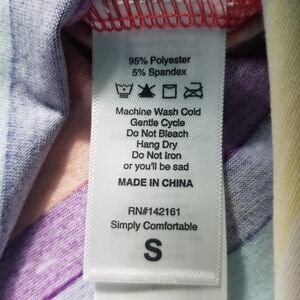 95% Polyester
5% Spandex
Machine Wash Cold
Gentle Cycle
Do Not Bleach
Hang Dry
Do Not Iron
or you'll be sad
MADE IN CHINA
RN#142161
Simply Comfortable
S